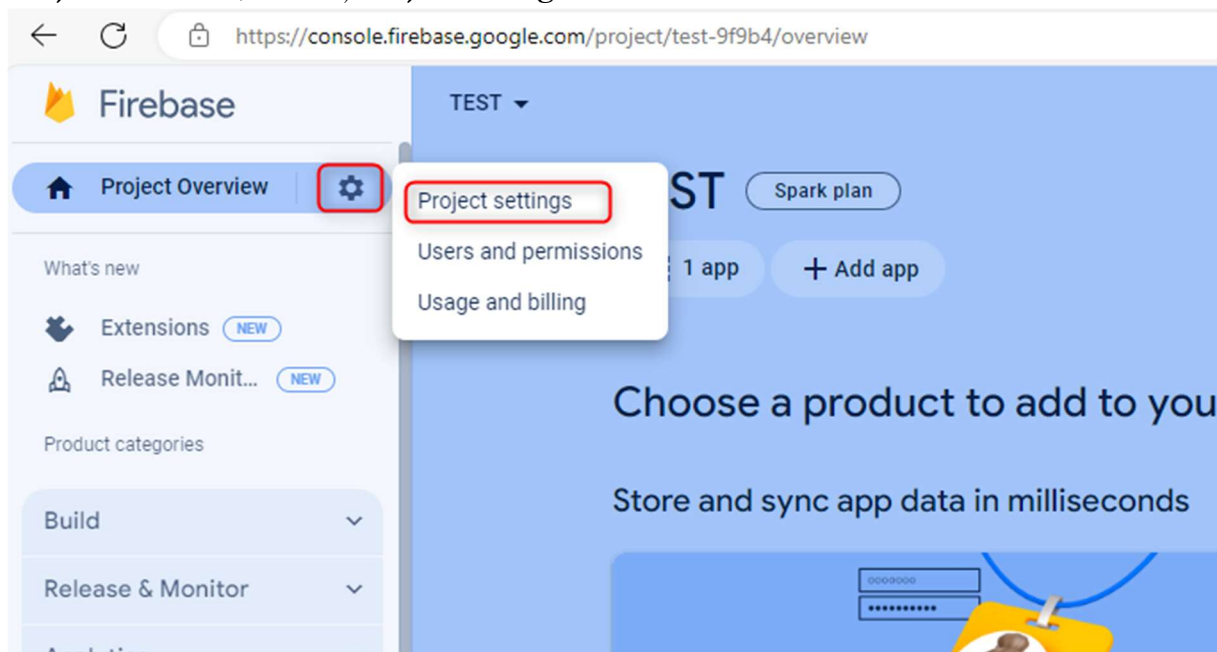 https://console.firebase.google.com/project/test-9f9b4/overview
Firebase
TEST
Project Overview
Project settings
Users and permissions
Usage and billing
ST
Spark plan
1 app
+ Add app
What's new
Extensions NEW
Release Monit... NEW
Product categories
Build
Release & Monitor
Choose a product to add to you
Store and sync app data in milliseconds